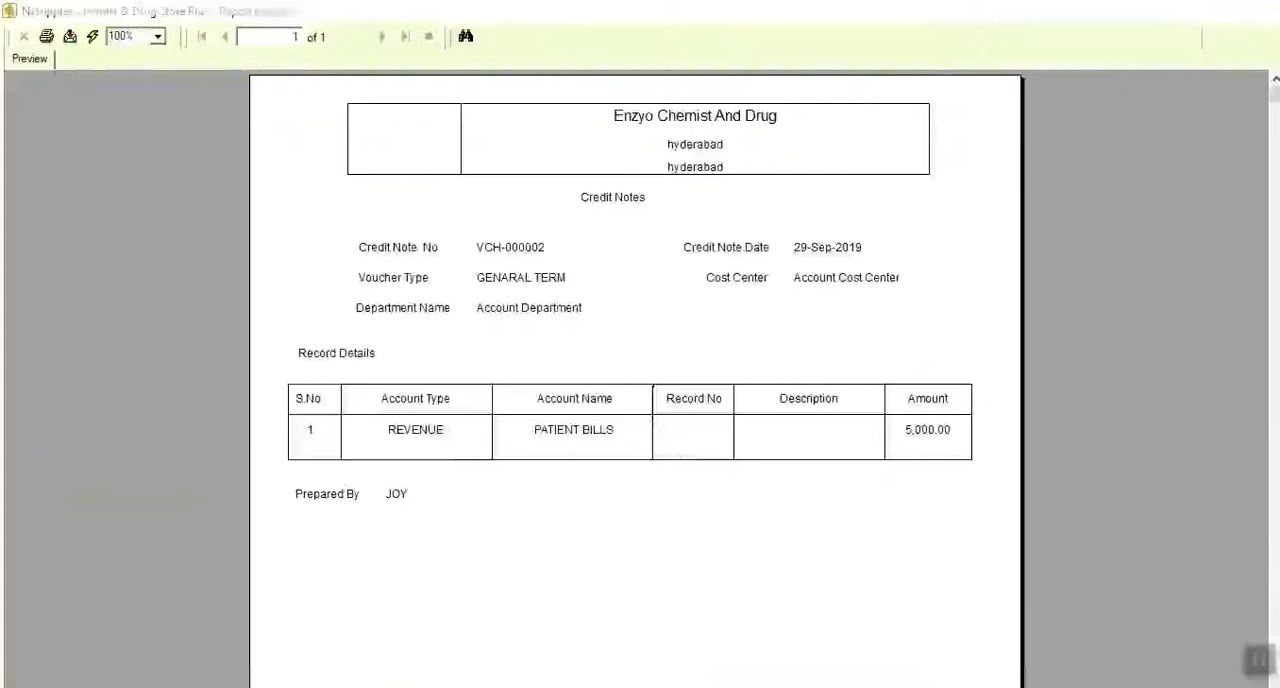 & Drug Store
100% 1 of 1
Preview
Enzyo Chemist And Drug
hyderabad
hyderabad
Credit Notes
Credit Note No VCH-000002 Credit Note Date 29-Sep-2019
Voucher Type GENARAL TERM Cost Center Account Cost Center
Department Name Account Department
Record Details
S.No Account Type Account Name Record No Description Amount
1 REVENUE PATIENT BILLS 5,000.00
Prepared By JOY